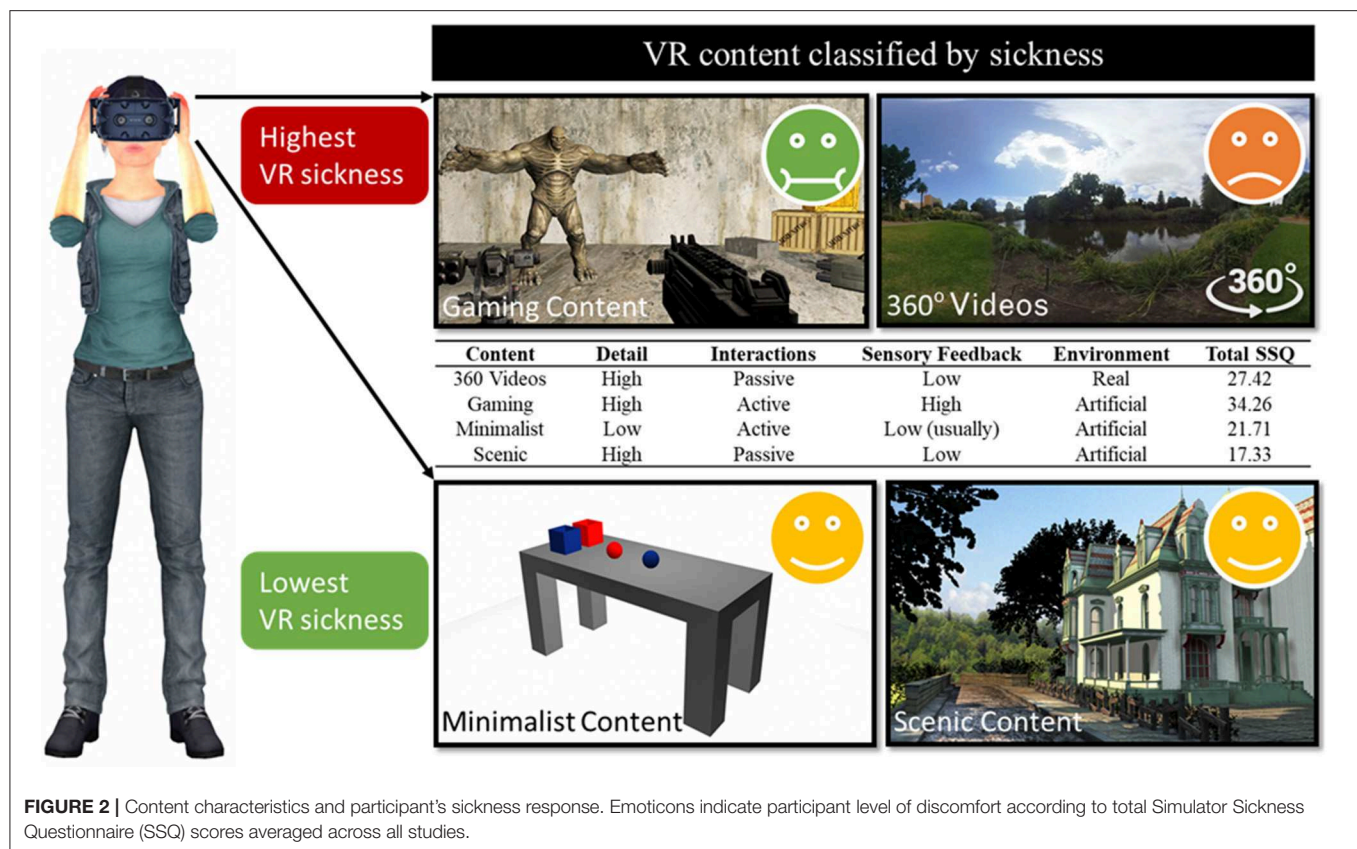 VR content classified by sickness
Highest
VR sickness
Gaming Content
360° Videos
360°
Content Detail Interactions Sensory Feedback Environment Total SSQ
360 Videos High Passive Low Real 27.42
Gaming High Active High Artificial 34.26
Minimalist Low Active Low (usually) Artificial 21.71
Scenic High Passive Low Artificial 17.33
Lowest
VR sickness
Minimalist Content
Scenic Content
FIGURE 2 | Content characteristics and participant's sickness response. Emoticons indicate participant level of discomfort according to total Simulator Sickness
Questionnaire (SSQ) scores averaged across all studies.